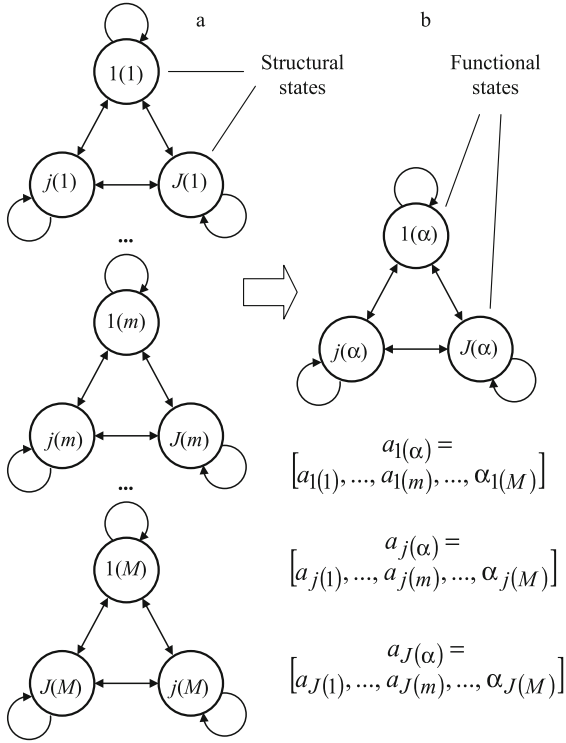 a
b
1(1)
Structural
states
Functional
states
j(1)
J(1)
...
1(α)
1(m)
j(α)
J(α)
j(m)
J(m)
...
a1(α) =
[a1(1), ..., a1(m), ..., α1(M)]
1(M)
aj(α) =
[aj(1), ..., aj(m), ..., αj(M)]
J(M)
j(M)
aJ(α) =
[aJ(1), ..., aJ(m), ..., αJ(M)]